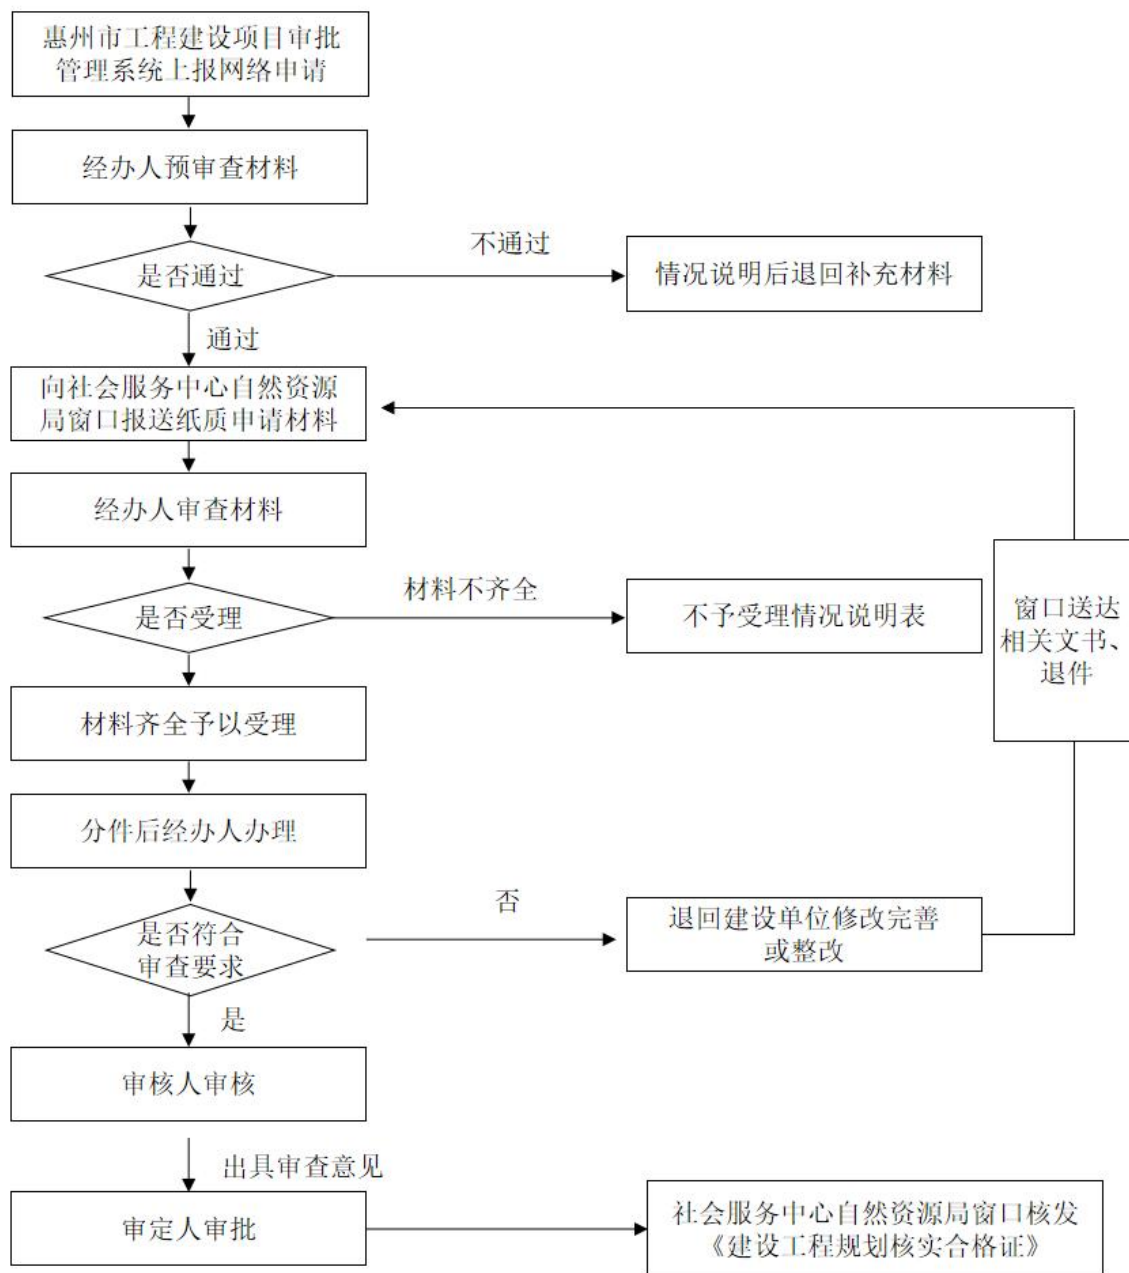 惠州市工程建设项目审批
管理系统上报网络申请
经办人预审查材料
是否通过
不通过
情况说明后退回补充材料
通过
向社会服务中心自然资源
局窗口报送纸质申请材料
经办人审查材料
是否受理
材料不齐全
不予受理情况说明表
窗口送达
相关文书、
退件
材料齐全予以受理
分件后经办人办理
是否符合
审查要求
否
退回建设单位修改完善
或整改
是
审核人审核
出具审查意见
审定人审批
社会服务中心自然资源局窗口核发
《建设工程规划核实合格证》